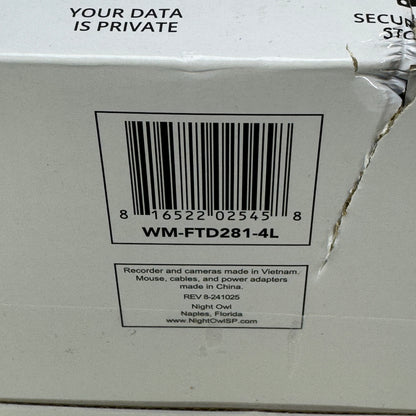 YOUR DATA
IS PRIVATE
SECUR
STO
8 16522 02545 8
WM-FTD281-4L
Recorder and cameras made in Vietnam.
Mouse, cables, and power adapters
made in China.
REV 8-241025
Night Owl
Naples, Florida
www.NightOwlSP.com